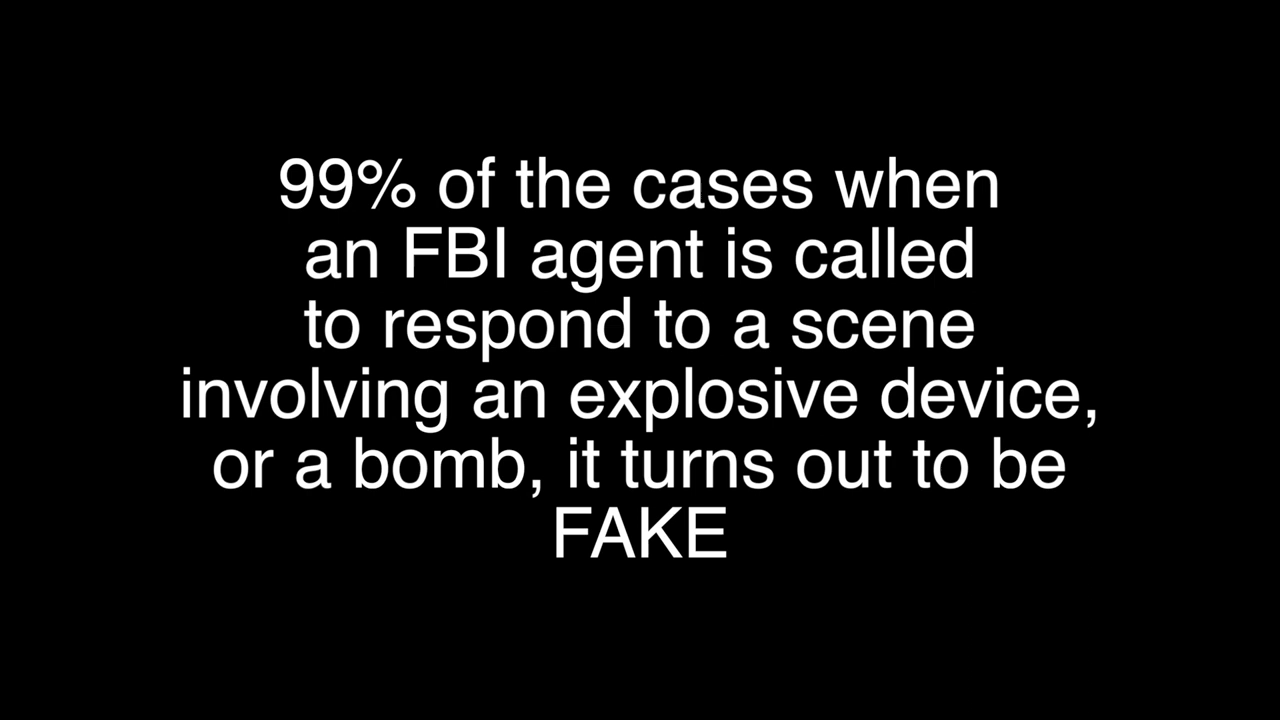 99% of the cases when
an FBI agent is called
to respond to a scene
involving an explosive device,
or a bomb, it turns out to be
FAKE